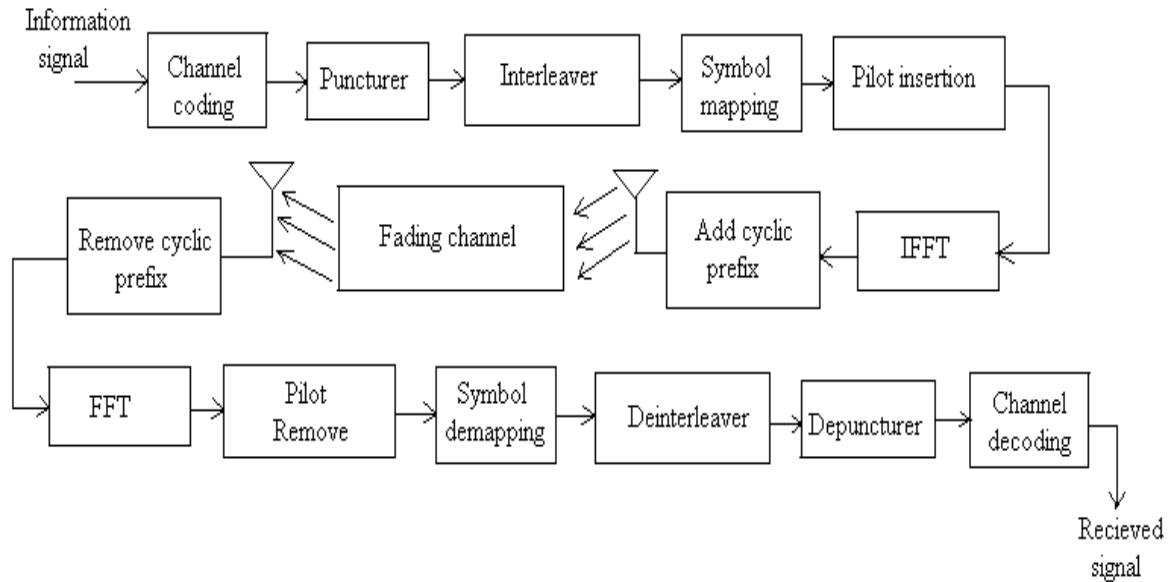 Information
signal
Channel
coding
Puncturer
Interleaver
Symbol
mapping
Pilot insertion
Remove cyclic
prefix
Fading channel
Add cyclic
prefix
IFFT
FFT
Pilot
Remove
Symbol
demapping
Deinterleaver
Depuncturer
Channel
decoding
Recieved
signal